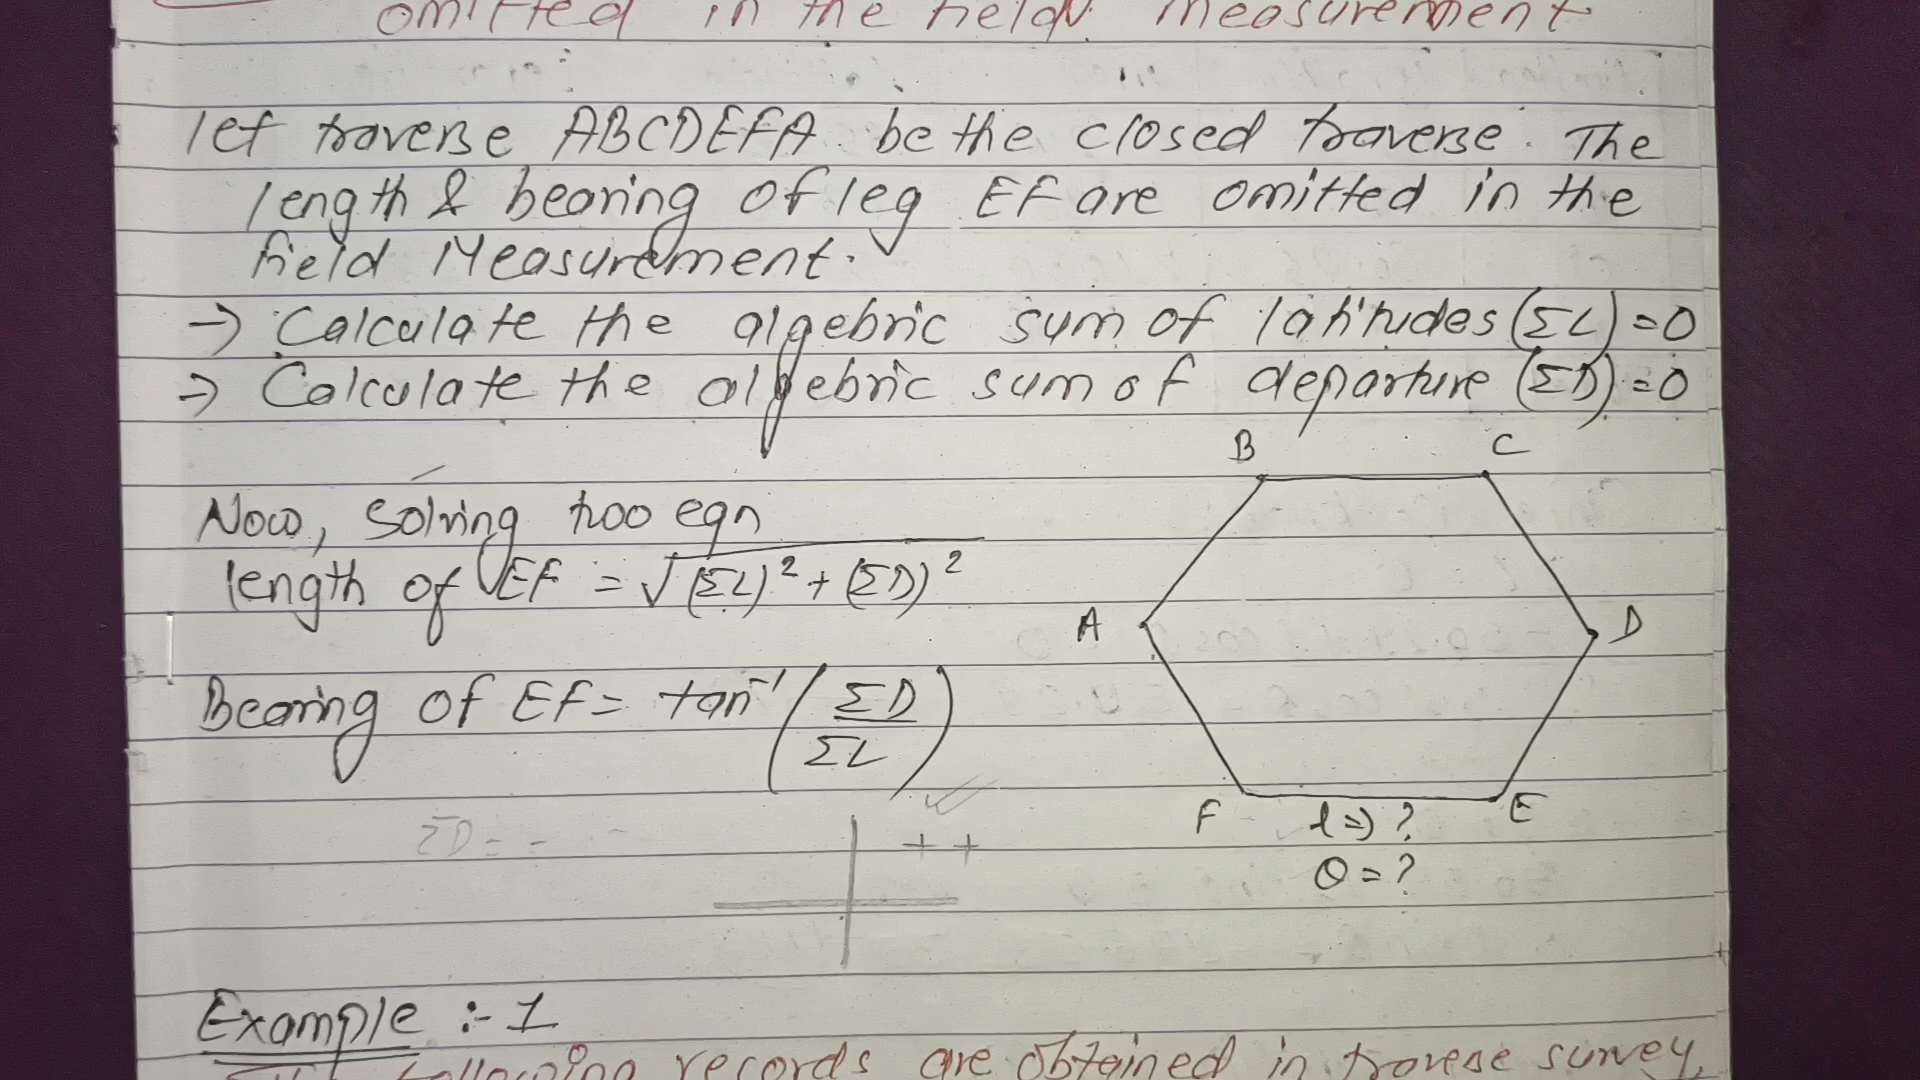 omitted in the field measurement
let traverse ABCDEFA be the closed traverse. The
length & bearing of leg EF are omitted in the
field Measurement.
→ Calculate the algebric sum of latitudes (ΣL) = 0
→ Calculate the algebric sum of departure (ΣD) = 0
B C
Now, solving two eqn
length of EF = √(ΣL)² + (ΣD)²
A D
Bearing of EF = tan⁻¹ (ΣD / ΣL)
F l => ? E
θ = ?
ΣD = -
+ +
Example :- 1
following records are obtained in traverse survey,